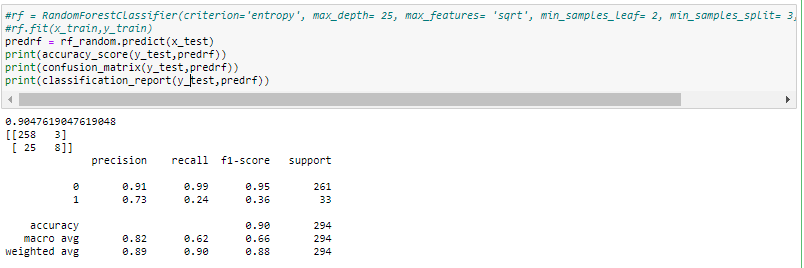 #rf = RandomForestClassifier(criterion='entropy', max_depth= 25, max_features= 'sqrt', min_samples_leaf= 2, min_samples_split= 3,
#rf.fit(x_train,y_train)
predrf = rf_random.predict(x_test)
print(accuracy_score(y_test,predrf))
print(confusion_matrix(y_test,predrf))
print(classification_report(y_test,predrf))
0.9047619047619048
[[258   3]
 [ 25   8]]
              precision    recall  f1-score   support
           0       0.91      0.99      0.95       261
           1       0.73      0.24      0.36        33
    accuracy                           0.90       294
   macro avg       0.82      0.62      0.66       294
weighted avg       0.89      0.90      0.88       294